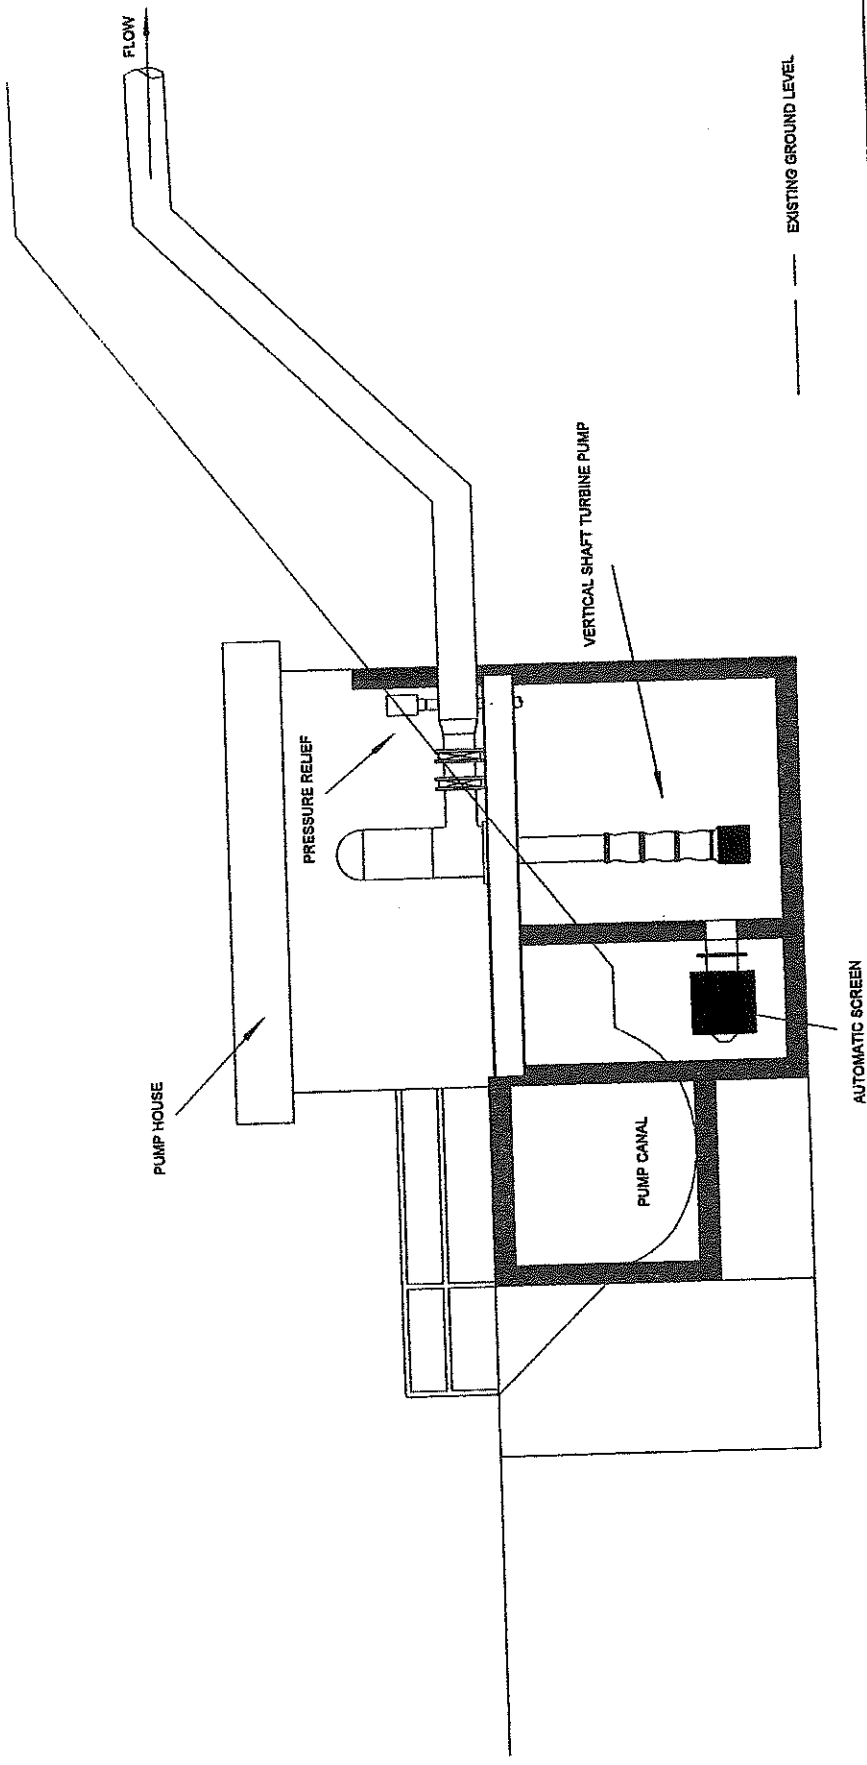 FLOW
PUMP HOUSE
PRESSURE RELIEF
EXISTING GROUND LEVEL
VERTICAL SHAFT TURBINE PUMP
PUMP CANAL
AUTOMATIC SCREEN